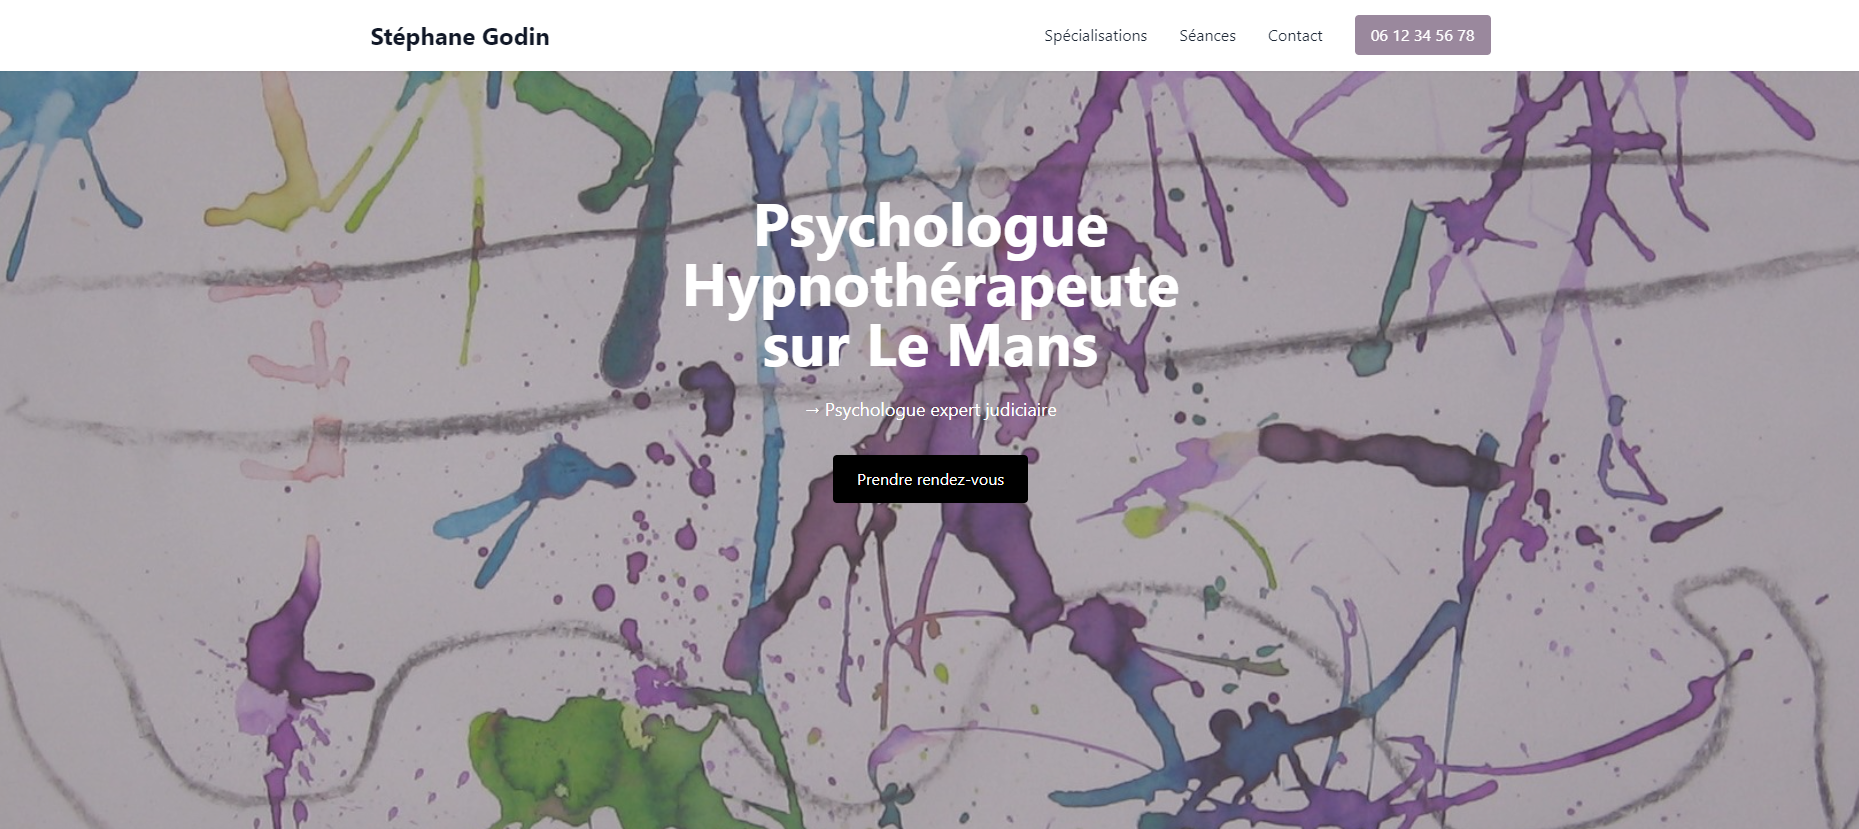 Stéphane Godin
Spécialisations
Séances
Contact
06 12 34 56 78
Psychologue
Hypnothérapeute
sur Le Mans
→ Psychologue expert judiciaire
Prendre rendez-vous